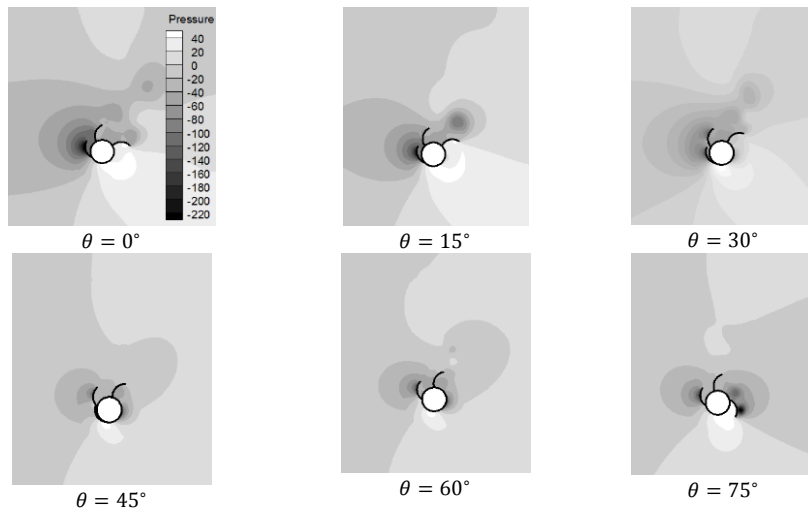 Pressure
40
20
0
-20
-40
-60
-80
-100
-120
-140
-160
-180
-200
-220
θ = 0°
θ = 15°
θ = 30°
θ = 45°
θ = 60°
θ = 75°